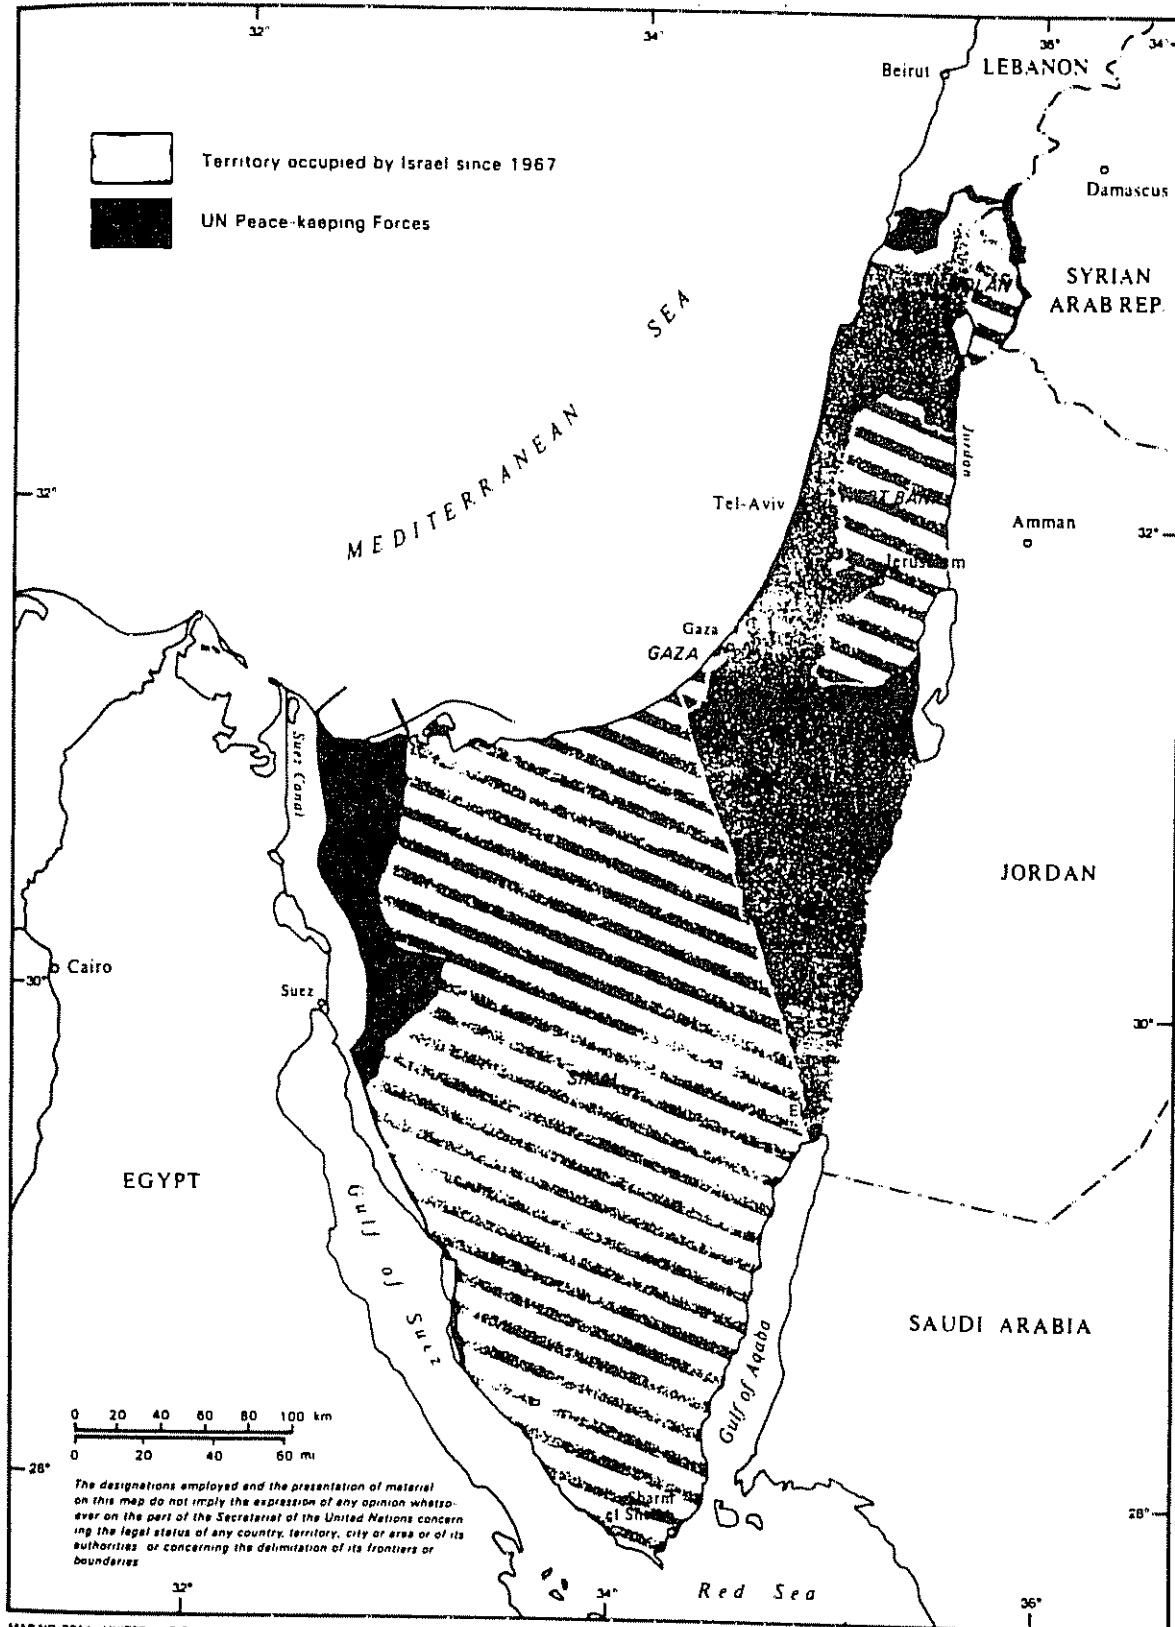 32°
34°
36°
34°
Beirut
LEBANON
Territory occupied by Israel since 1967
Damascus
UN Peace-keeping Forces
SYRIAN
ARAB REP.
SEA
MEDITERRANEAN
Jordan
32°
Tel-Aviv
WEST BANK
Amman
32°
Jerusalem
Gaza
GAZA
Suez Canal
JORDAN
Cairo
30°
Suez
30°
EGYPT
Gulf of Suez
SAUDI ARABIA
Gulf of Aqaba
0 20 40 60 80 100 km
0 20 40 60 mi
28°
The designations employed and the presentation of material
on this map do not imply the expression of any opinion whatso-
ever on the part of the Secretariat of the United Nations concern
ing the legal status of any country, territory, city or area or of its
authorities or concerning the delimitation of its frontiers or
boundaries
Sharm
el Sheikh
28°
32°
34°
Red Sea
36°